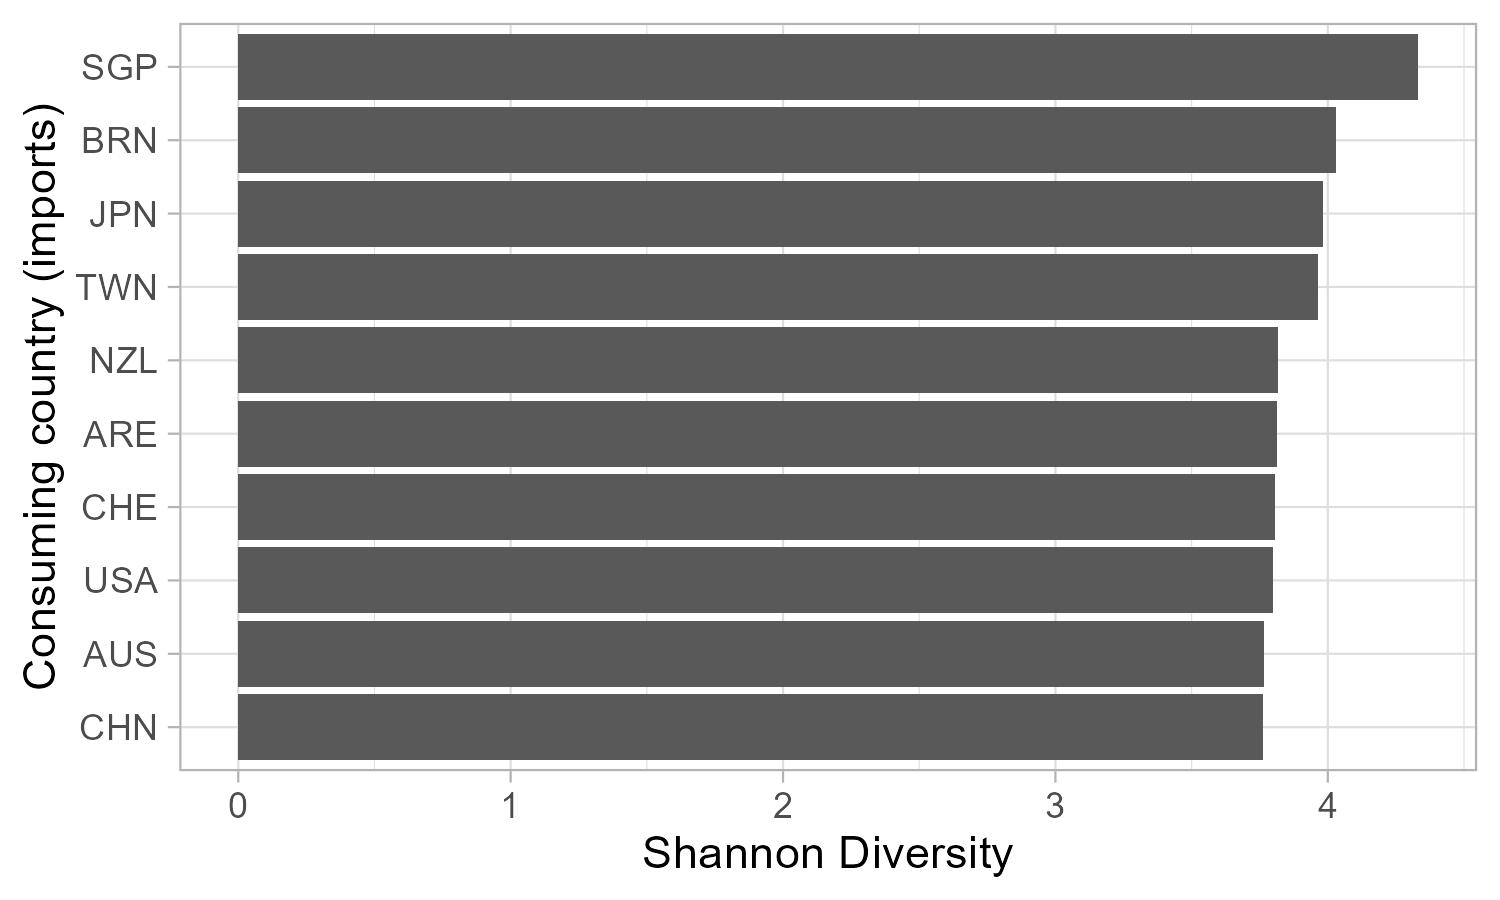 Consuming country (imports)
SGP
BRN
JPN
TWN
NZL
ARE
CHE
USA
AUS
CHN
0 1 2 3 4
Shannon Diversity